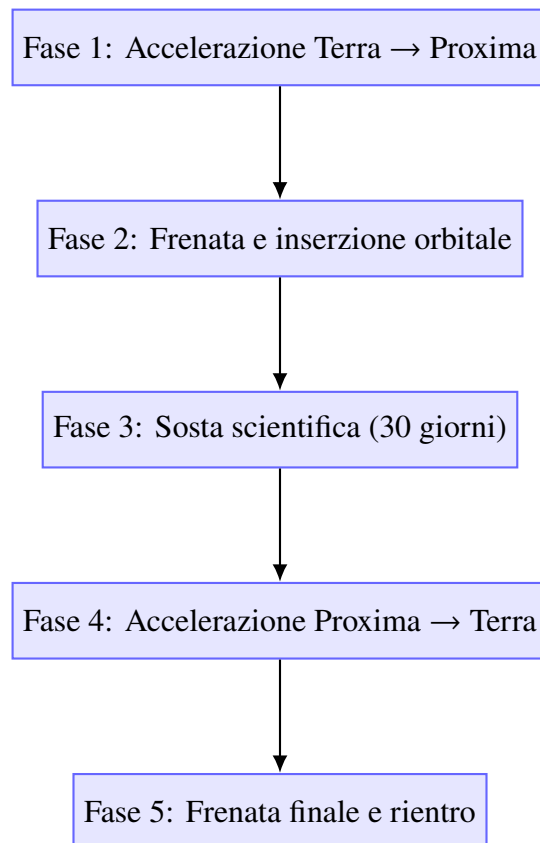 Fase 1: Accelerazione Terra → Proxima
Fase 2: Frenata e inserzione orbitale
Fase 3: Sosta scientifica (30 giorni)
Fase 4: Accelerazione Proxima → Terra
Fase 5: Frenata finale e rientro